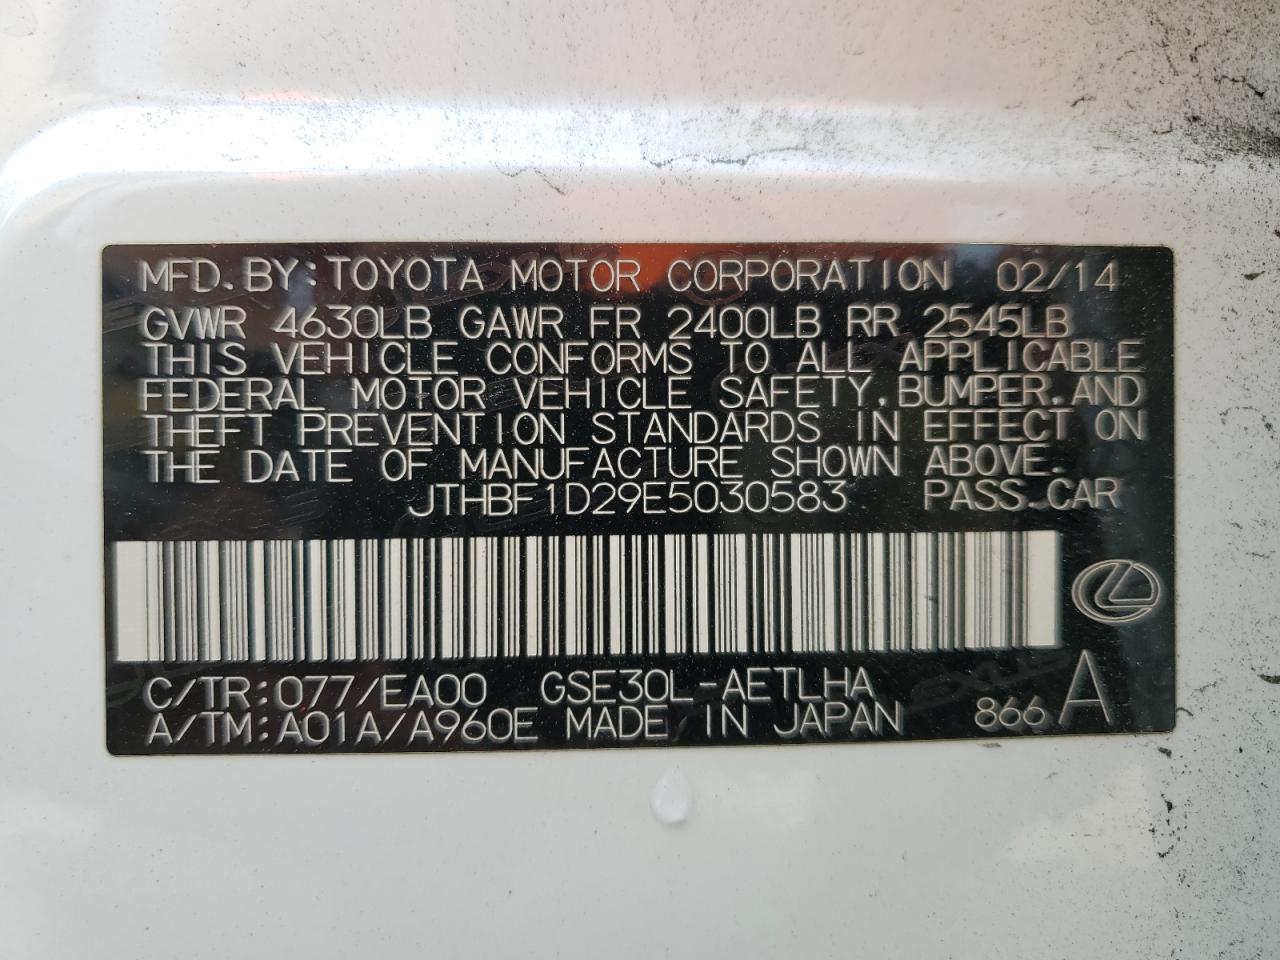 MFD. BY: TOYOTA MOTOR CORPORATION 02/14
GVWR 4630LB GAWR FR 2400LB RR 2545LB
THIS VEHICLE CONFORMS TO ALL APPLICABLE
FEDERAL MOTOR VEHICLE SAFETY, BUMPER, AND
THEFT PREVENTION STANDARDS IN EFFECT ON
THE DATE OF MANUFACTURE SHOWN ABOVE.
JTHBF1D29E5030583 PASS. CAR
C/TR: 077/EA00 GSE30L-AETLHA
A/TM: A01A/A960E MADE IN JAPAN 866 A